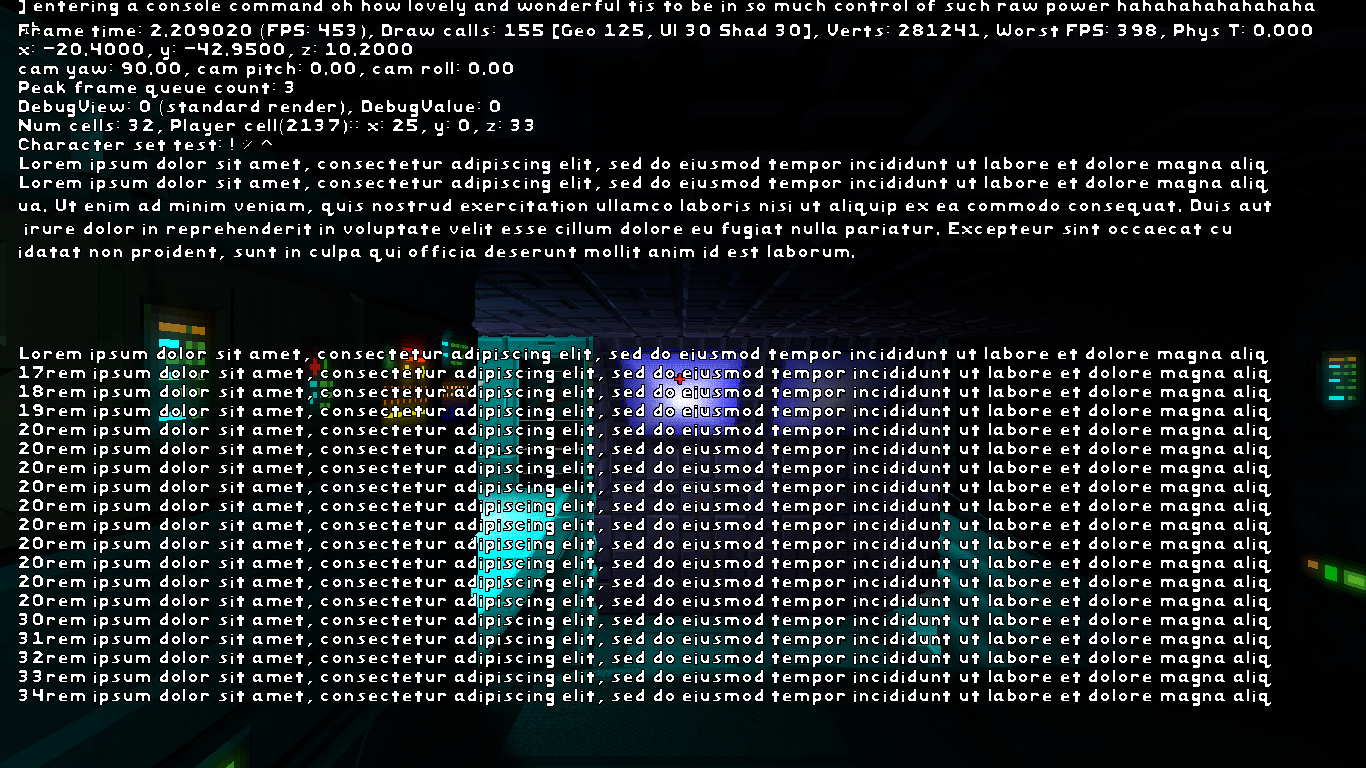 ] entering a console command oh how lovely and wonderful tis to be in so much control of such raw power hahahahahahahaha
Frame time: 2.209020 (FPS: 453), Draw calls: 155 [Geo 125, UI 30 Shad 30], Verts: 281241, Worst FPS: 398, Phys T: 0.000
x: -20.4000, y: -42.9500, z: 10.2000
cam yaw: 90.00, cam pitch: 0.00, cam roll: 0.00
Peak frame queue count: 3
DebugView: 0 (standard render), DebugValue: 0
Num cells: 32, Player cell(2137):: x: 25, y: 0, z: 33
Character set test: ! % ^
Lorem ipsum dolor sit amet, consectetur adipiscing elit, sed do eiusmod tempor incididunt ut labore et dolore magna aliq
Lorem ipsum dolor sit amet, consectetur adipiscing elit, sed do eiusmod tempor incididunt ut labore et dolore magna aliq
ua. Ut enim ad minim veniam, quis nostrud exercitation ullamco laboris nisi ut aliquip ex ea commodo consequat. Duis aut
irure dolor in reprehenderit in voluptate velit esse cillum dolore eu fugiat nulla pariatur. Excepteur sint occaecat cu
idatat non proident, sunt in culpa qui officia deserunt mollit anim id est laborum.
Lorem ipsum dolor sit amet, consectetur adipiscing elit, sed do eiusmod tempor incididunt ut labore et dolore magna aliq
17rem ipsum dolor sit amet, consectetur adipiscing elit, sed do eiusmod tempor incididunt ut labore et dolore magna aliq
18rem ipsum dolor sit amet, consectetur adipiscing elit, sed do eiusmod tempor incididunt ut labore et dolore magna aliq
19rem ipsum dolor sit amet, consectetur adipiscing elit, sed do eiusmod tempor incididunt ut labore et dolore magna aliq
20rem ipsum dolor sit amet, consectetur adipiscing elit, sed do eiusmod tempor incididunt ut labore et dolore magna aliq
20rem ipsum dolor sit amet, consectetur adipiscing elit, sed do eiusmod tempor incididunt ut labore et dolore magna aliq
20rem ipsum dolor sit amet, consectetur adipiscing elit, sed do eiusmod tempor incididunt ut labore et dolore magna aliq
20rem ipsum dolor sit amet, consectetur adipiscing elit, sed do eiusmod tempor incididunt ut labore et dolore magna aliq
20rem ipsum dolor sit amet, consectetur adipiscing elit, sed do eiusmod tempor incididunt ut labore et dolore magna aliq
20rem ipsum dolor sit amet, consectetur adipiscing elit, sed do eiusmod tempor incididunt ut labore et dolore magna aliq
20rem ipsum dolor sit amet, consectetur adipiscing elit, sed do eiusmod tempor incididunt ut labore et dolore magna aliq
20rem ipsum dolor sit amet, consectetur adipiscing elit, sed do eiusmod tempor incididunt ut labore et dolore magna aliq
20rem ipsum dolor sit amet, consectetur adipiscing elit, sed do eiusmod tempor incididunt ut labore et dolore magna aliq
20rem ipsum dolor sit amet, consectetur adipiscing elit, sed do eiusmod tempor incididunt ut labore et dolore magna aliq
30rem ipsum dolor sit amet, consectetur adipiscing elit, sed do eiusmod tempor incididunt ut labore et dolore magna aliq
31rem ipsum dolor sit amet, consectetur adipiscing elit, sed do eiusmod tempor incididunt ut labore et dolore magna aliq
32rem ipsum dolor sit amet, consectetur adipiscing elit, sed do eiusmod tempor incididunt ut labore et dolore magna aliq
33rem ipsum dolor sit amet, consectetur adipiscing elit, sed do eiusmod tempor incididunt ut labore et dolore magna aliq
34rem ipsum dolor sit amet, consectetur adipiscing elit, sed do eiusmod tempor incididunt ut labore et dolore magna aliq